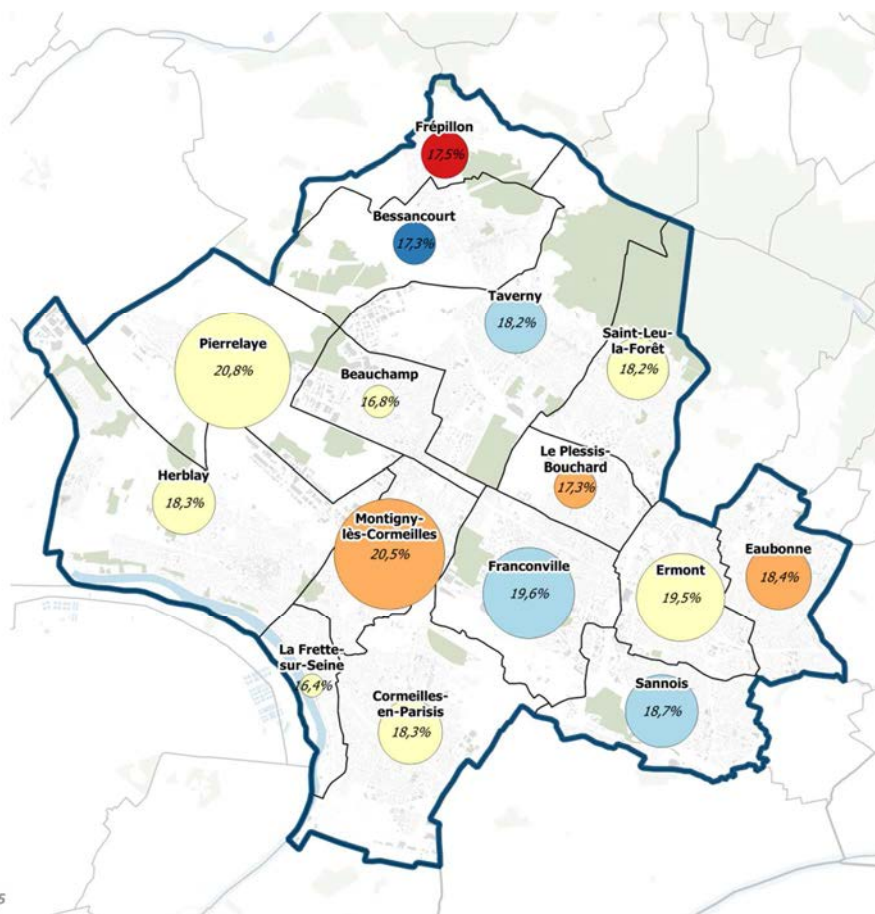 Frépillon
17,5%
Bessancourt
17,3%
Taverny
18,2%
Saint-Leu-
la-Forêt
18,2%
Pierrelaye
20,8%
Beauchamp
16,8%
Le Plessis-
Bouchard
17,3%
Herblay
18,3%
Montigny-
lès-Cormeilles
20,5%
Franconville
19,6%
Ermont
19,5%
Eaubonne
18,4%
La Frette-
sur-Seine
16,4%
Cormeilles-
en-Parisis
18,3%
Sannois
18,7%
5